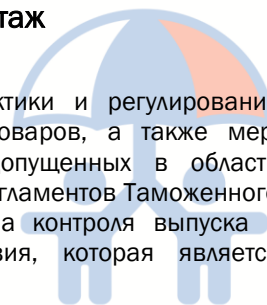 таж
ктики и регулировани
оваров, а также мер
опущенных в област
гламентов Таможенного
а контроля выпуска
вия, которая являетс